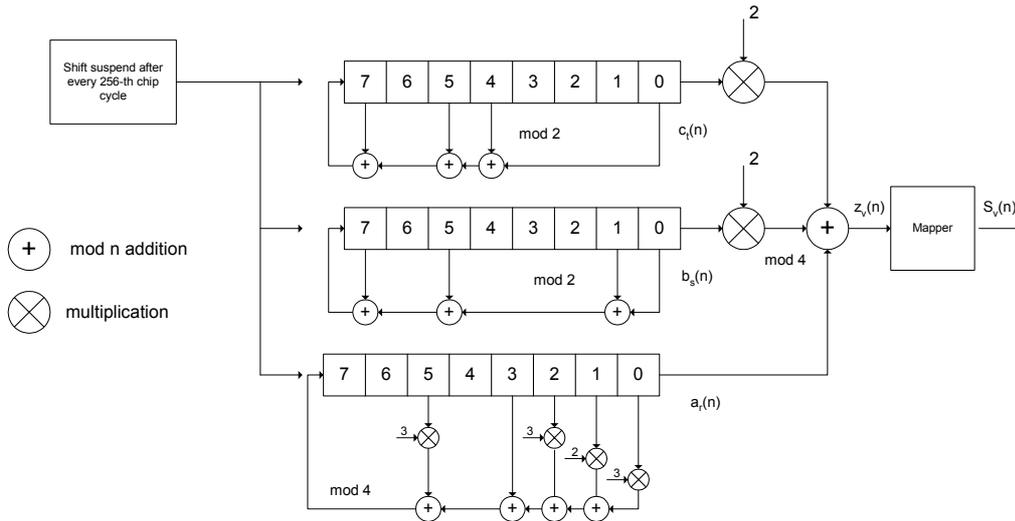 2
Shift suspend after
every 256-th chip
cycle
7 6 5 4 3 2 1 0
c_t(n)
mod 2
+ + +
2
7 6 5 4 3 2 1 0
z_v(n)
Mapper
S_v(n)
+
+ mod n addition
mod 4
b_s(n)
mod 2
multiplication
+ + +
7 6 5 4 3 2 1 0
a_r(n)
3
3
2
3
mod 4
+ + + +